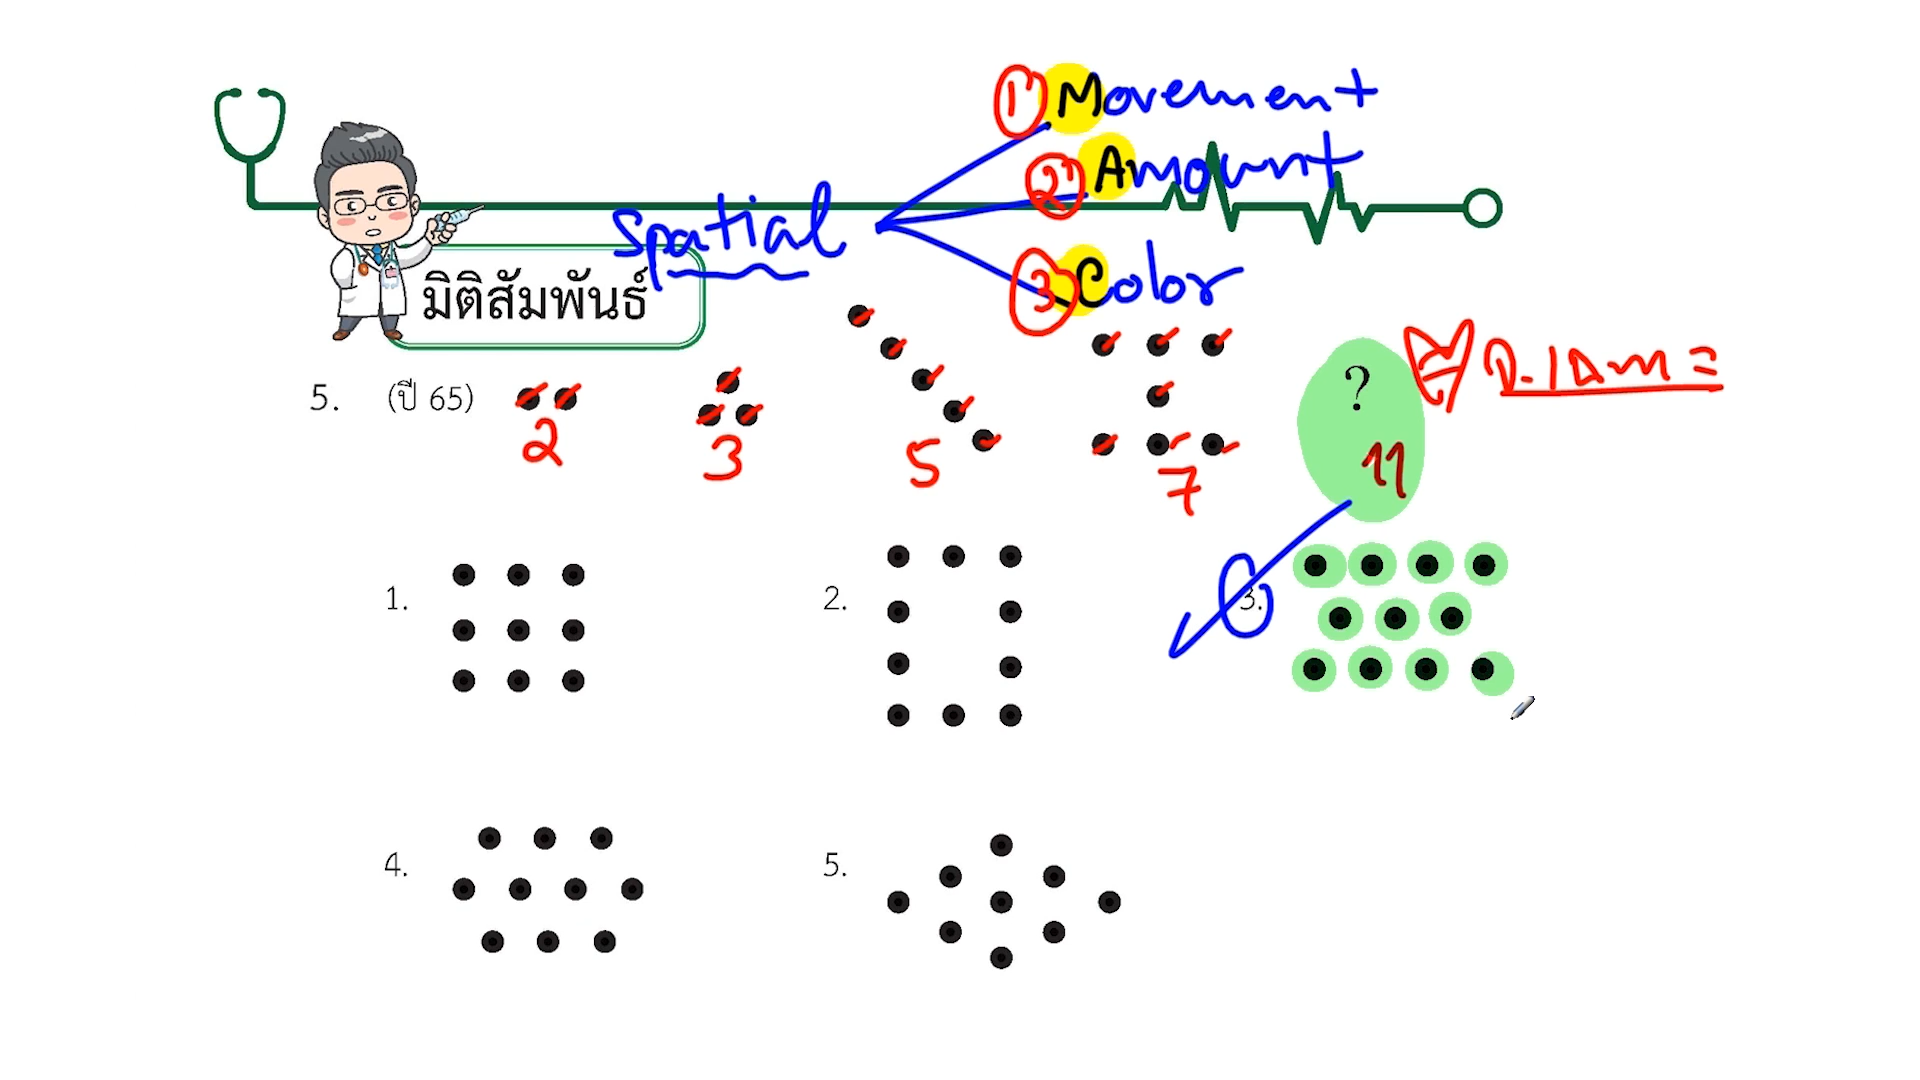 1) Movement
2) Amount
Spatial
3) Color
มิติสัมพันธ์
5. (ปี 65)
?
2
3
5
7
11
1.
2.
3.
4.
5.